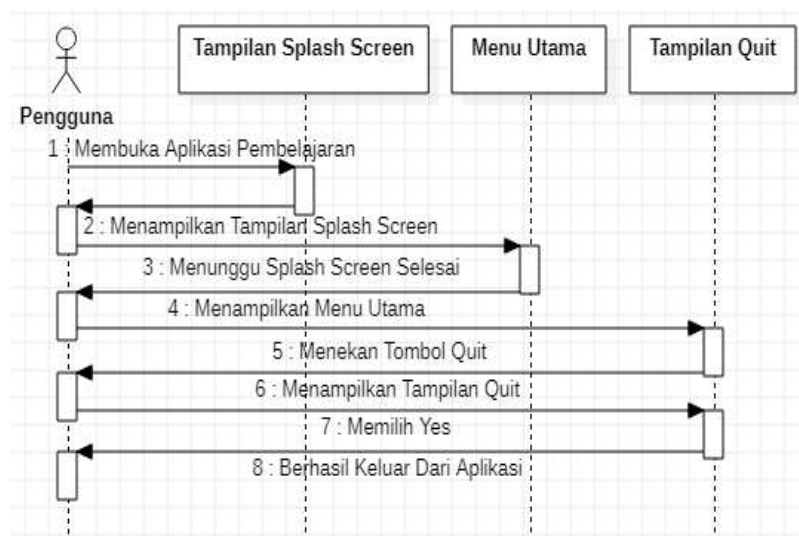 Tampilan Splash Screen
Menu Utama
Tampilan Quit
Pengguna
1 : Membuka Aplikasi Pembelajaran
2 : Menampilkan Tampilan Splash Screen
3 : Menunggu Splash Screen Selesai
4 : Menampilkan Menu Utama
5 : Menekan Tombol Quit
6 : Menampilkan Tampilan Quit
7 : Memilih Yes
8 : Berhasil Keluar Dari Aplikasi